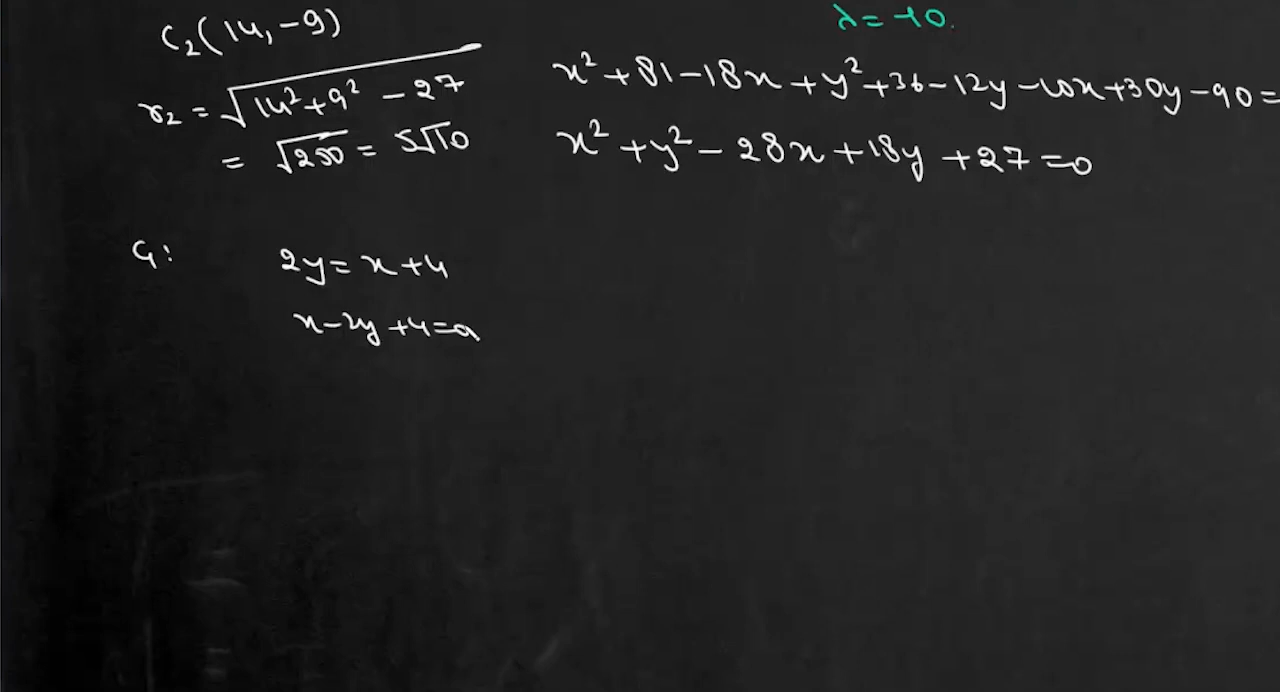 C₂(14,-9)
r₂ = √(14²+9² - 27)
= √250 = 5√10
λ = -10.
x² + 81 - 18x + y² + 36 - 12y - 10x + 30y - 90 =
x² + y² - 28x + 18y + 27 = 0
C₁:
2y = x + 4
x - 2y + 4 = 0